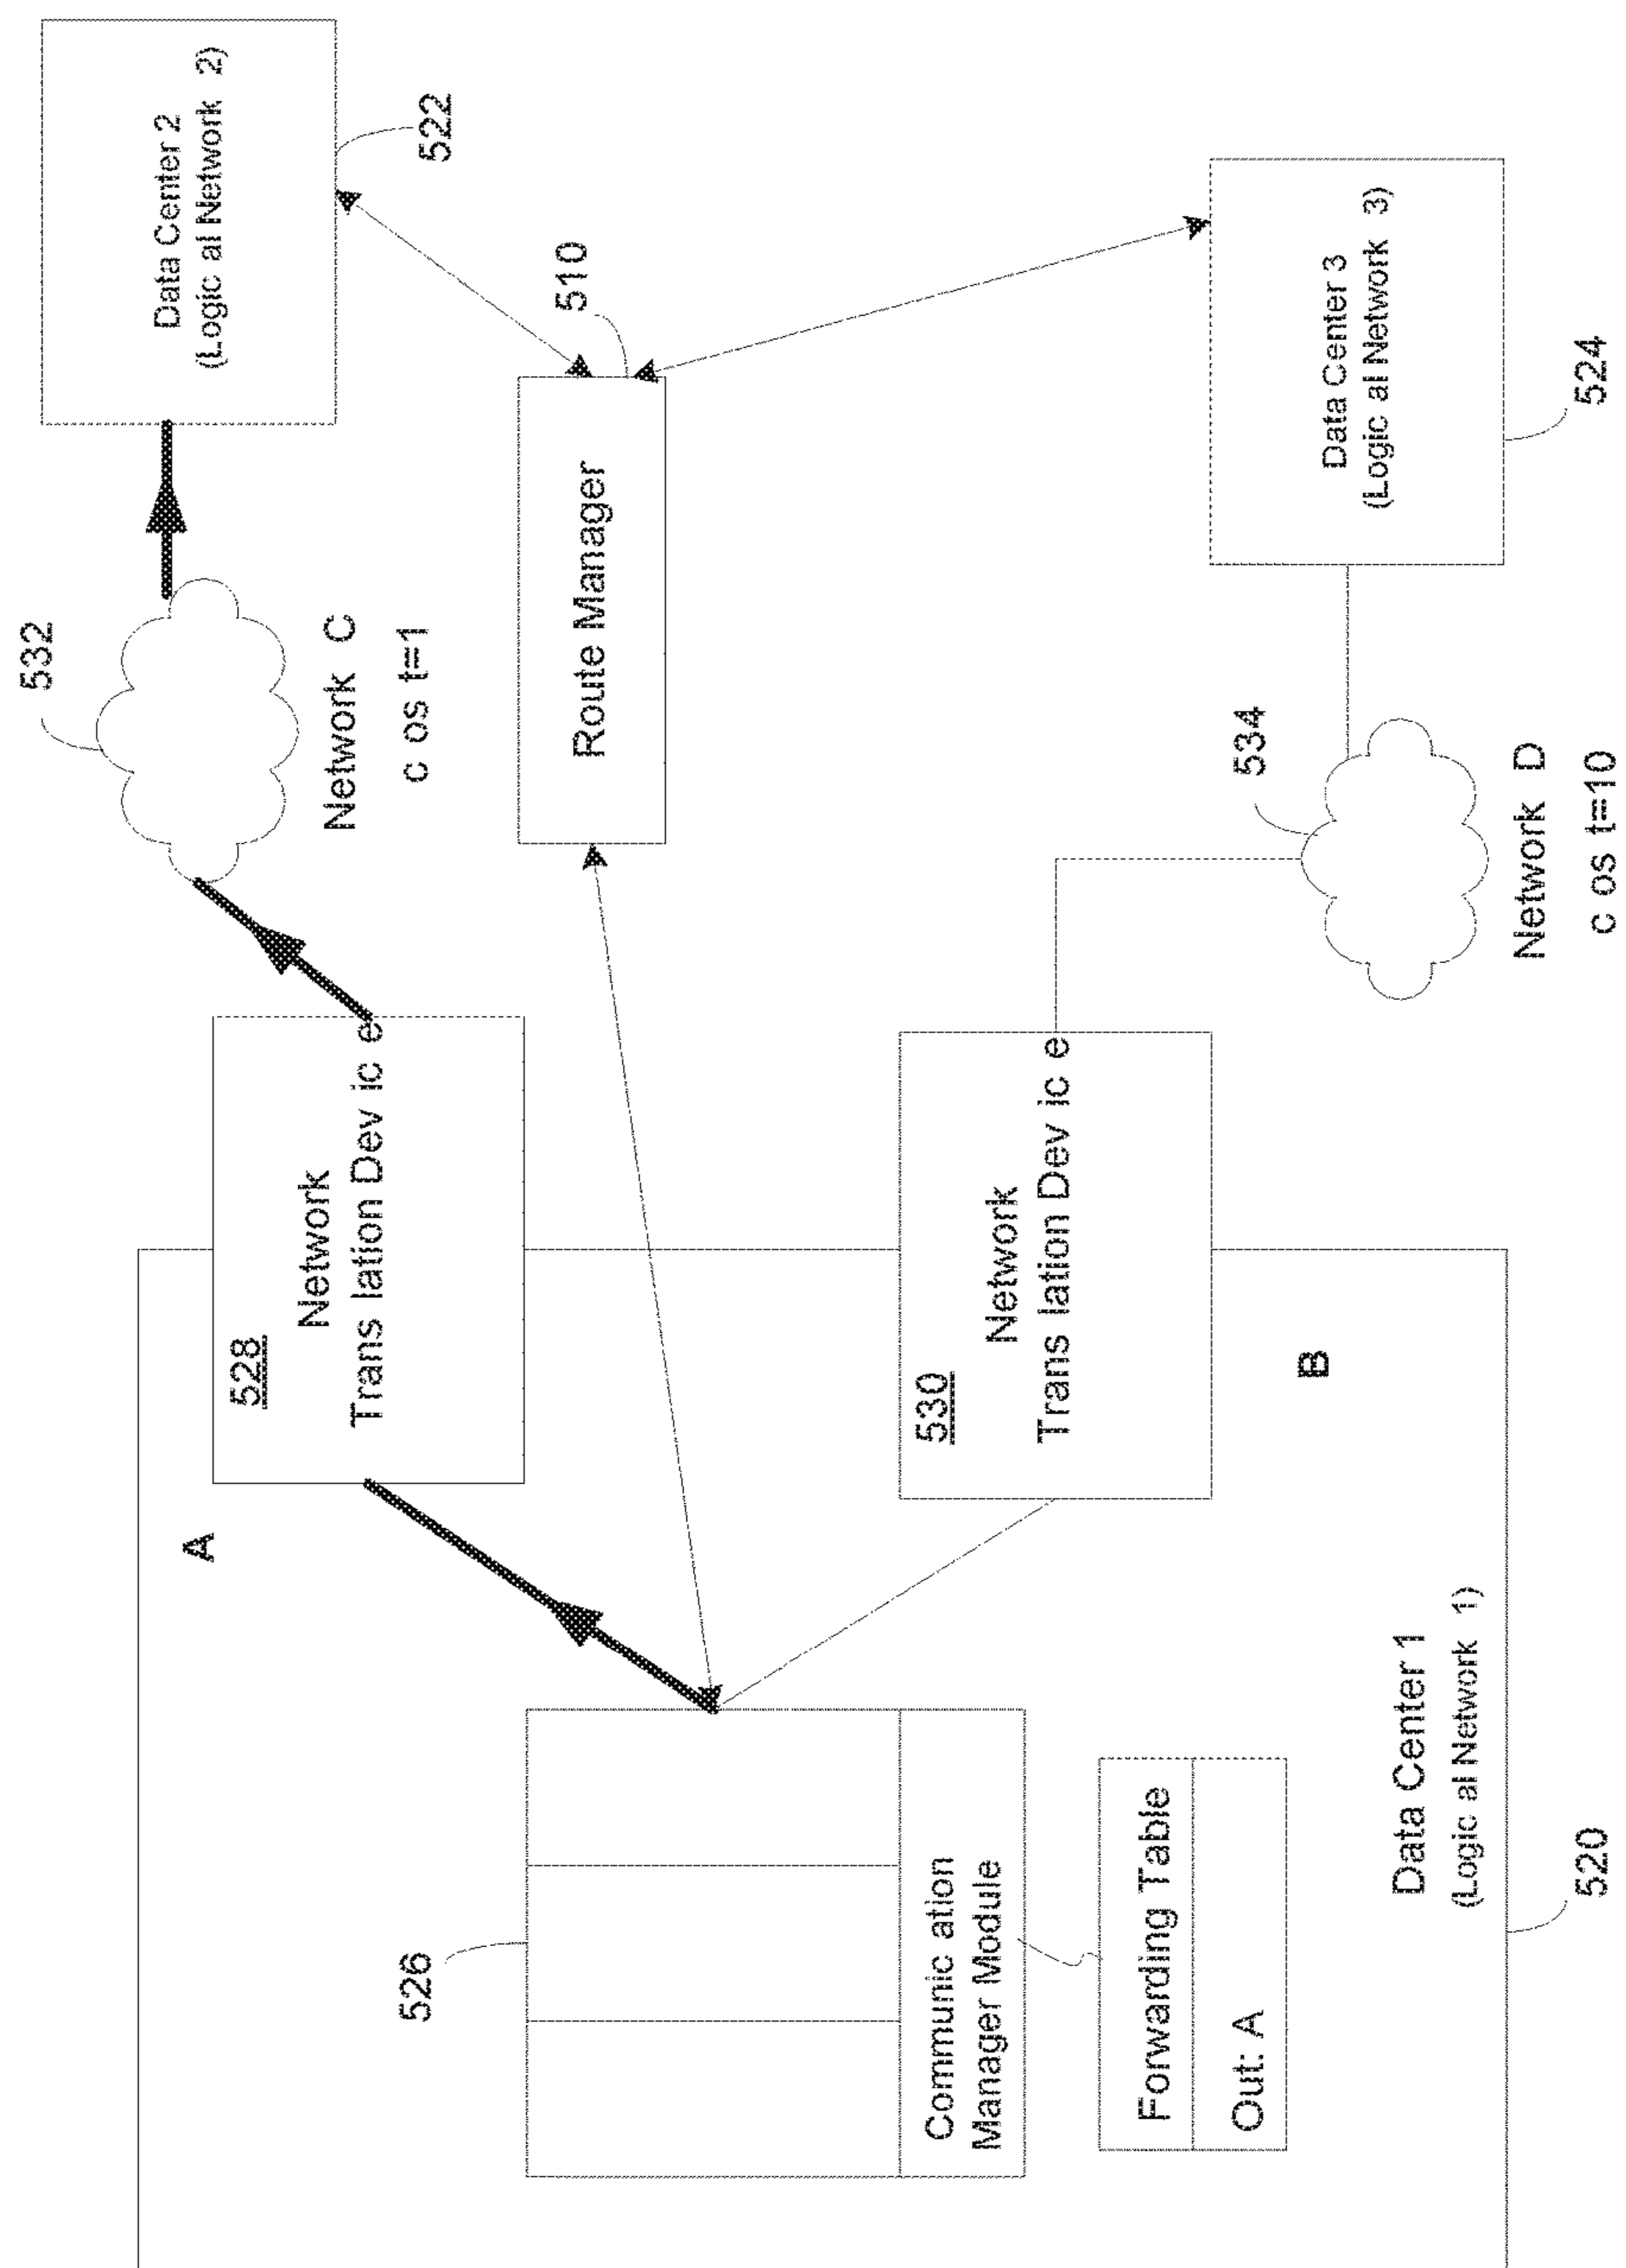 526
Communic ation
Manager Module
Forwarding Table
Out: A
Data Center 1
(Logic al Network 1)
520
A
528
Network
Trans lation Dev ic e
530
Network
Trans lation Dev ic e
B
532
Network C
c os t=1
510
Route Manager
534
Network D
c os t=10
Data Center 2
(Logic al Network 2)
522
Data Center 3
(Logic al Network 3)
524